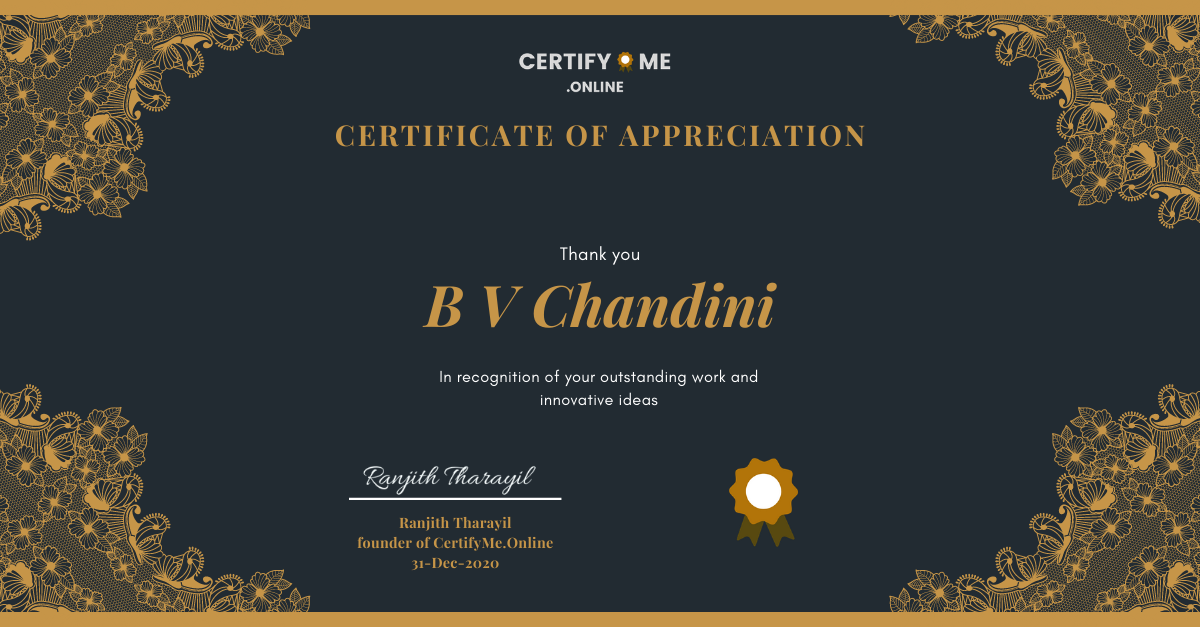 CERTIFY ME
.ONLINE
CERTIFICATE OF APPRECIATION
Thank you
B V Chandini
In recognition of your outstanding work and
innovative ideas
Ranjith Tharayil
Ranjith Tharayil
founder of CertifyMe.Online
31-Dec-2020